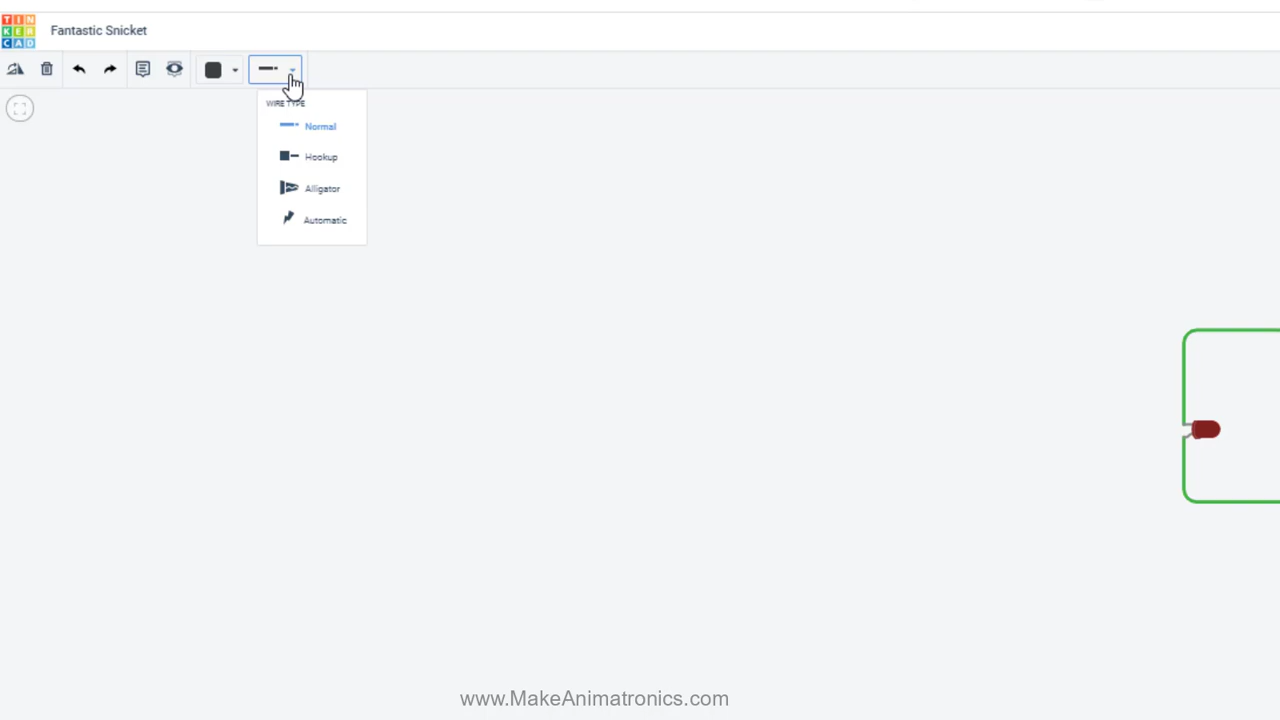 TIN
KER
CAD
Fantastic Snicket
WIRE TYPE
Normal
Hookup
Alligator
Automatic
www.MakeAnimatronics.com